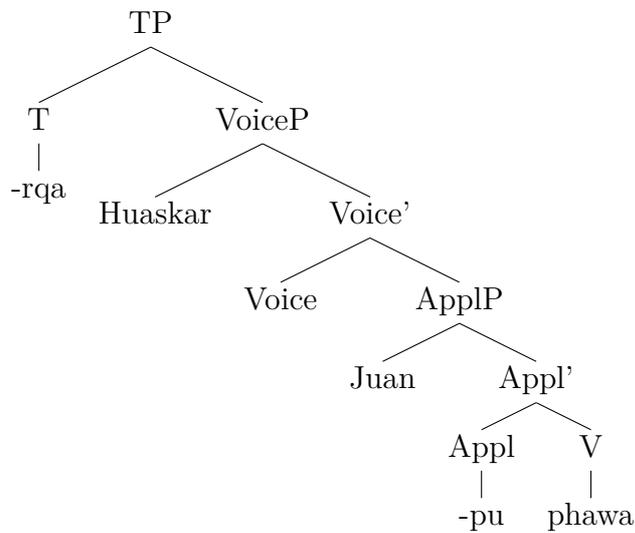 TP
T VoiceP
-rqa
Huaskar Voice'
Voice ApplP
Juan Appl'
Appl V
-pu phawa